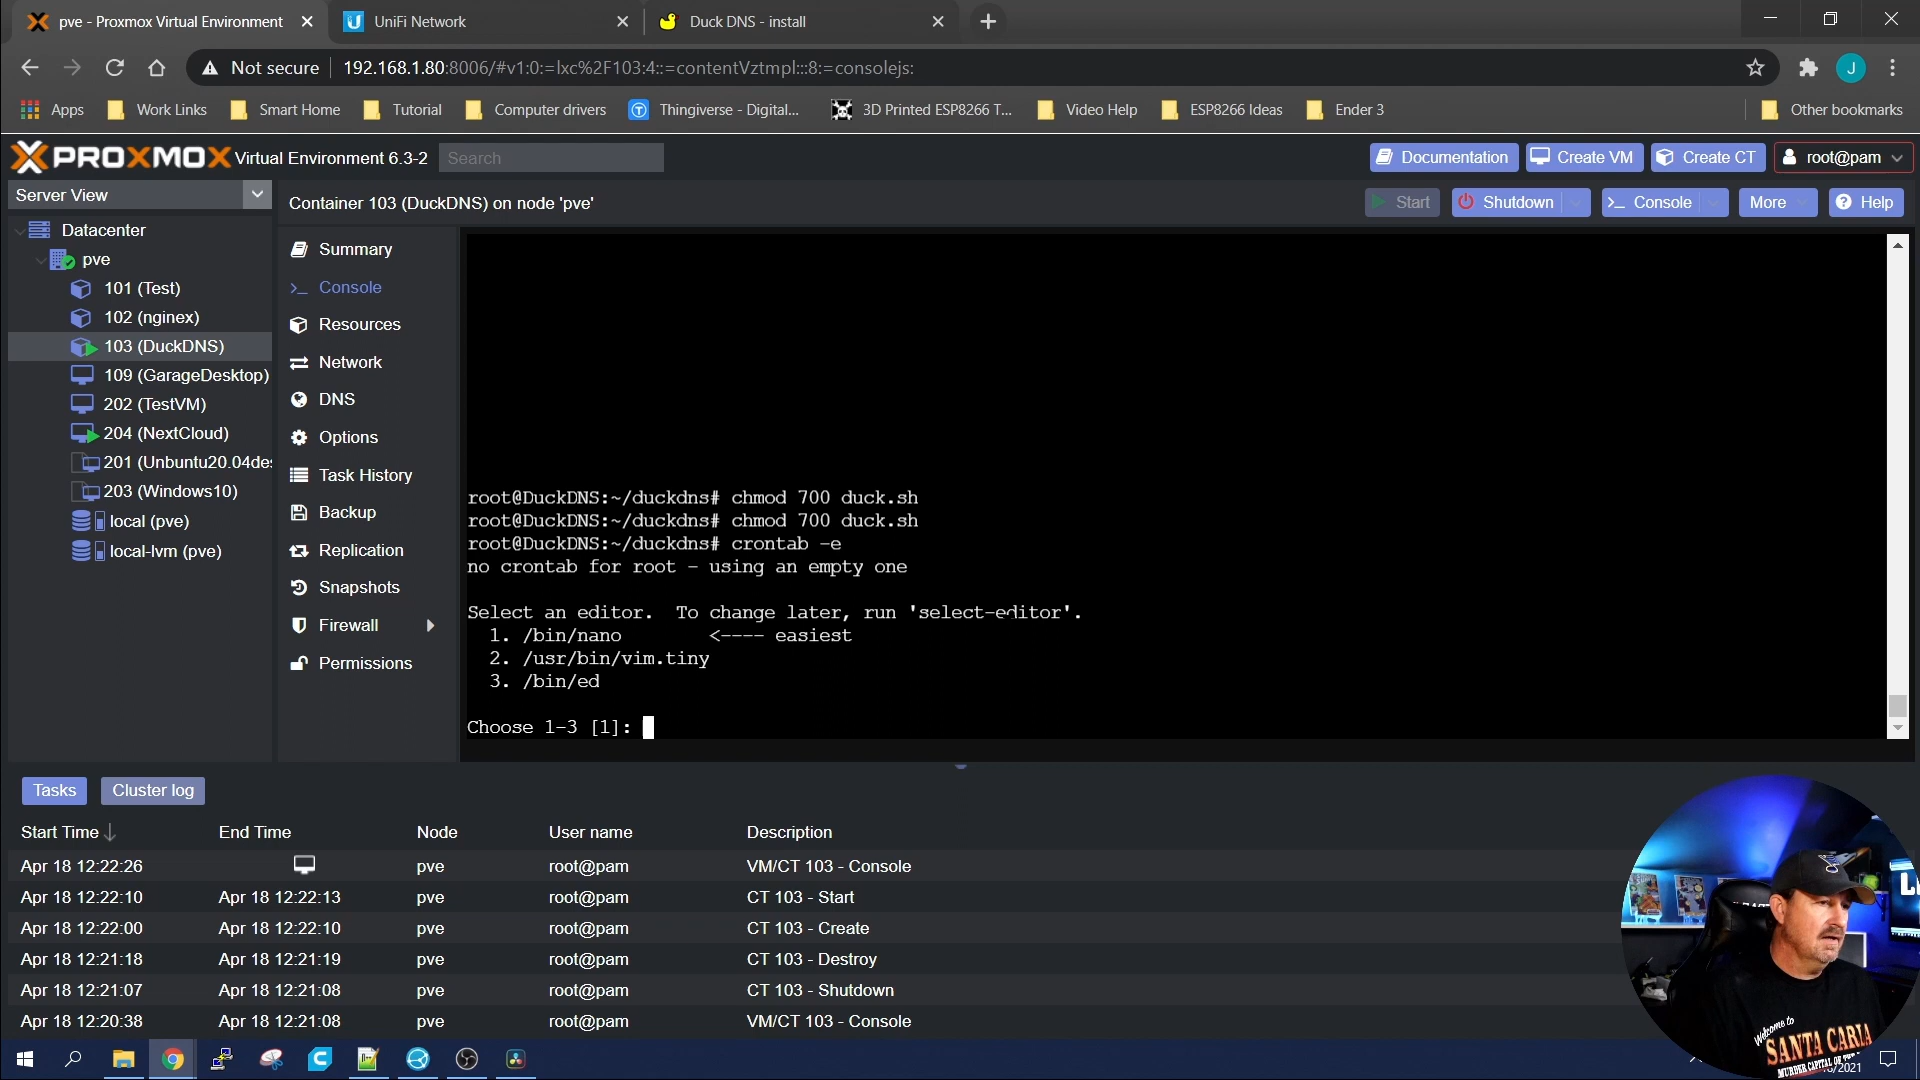 pve - Proxmox Virtual Environment
UniFi Network
Duck DNS - install
Not secure
192.168.1.80:8006/#v1:0:=lxc%2F103:4::=contentVztmpl:::8:=consolejs:
Apps
Work Links
Smart Home
Tutorial
Computer drivers
Thingiverse - Digital...
3D Printed ESP8266 T...
Video Help
ESP8266 Ideas
Ender 3
Other bookmarks
PROXMOX Virtual Environment 6.3-2
Search
Documentation
Create VM
Create CT
root@pam
Server View
Container 103 (DuckDNS) on node 'pve'
Start
Shutdown
Console
More
Help
Datacenter
pve
101 (Test)
102 (nginex)
103 (DuckDNS)
109 (GarageDesktop)
202 (TestVM)
204 (NextCloud)
201 (Unbuntu20.04des
203 (Windows10)
local (pve)
local-lvm (pve)
Summary
Console
Resources
Network
DNS
Options
Task History
Backup
Replication
Snapshots
Firewall
Permissions
root@DuckDNS:~/duckdns# chmod 700 duck.sh
root@DuckDNS:~/duckdns# chmod 700 duck.sh
root@DuckDNS:~/duckdns# crontab -e
no crontab for root - using an empty one
Select an editor.  To change later, run 'select-editor'.
1. /bin/nano        <---- easiest
2. /usr/bin/vim.tiny
3. /bin/ed
Choose 1-3 [1]:
Tasks
Cluster log
Start Time End Time Node User name Description
Apr 18 12:22:26 pve root@pam VM/CT 103 - Console
Apr 18 12:22:10 Apr 18 12:22:13 pve root@pam CT 103 - Start
Apr 18 12:22:00 Apr 18 12:22:10 pve root@pam CT 103 - Create
Apr 18 12:21:18 Apr 18 12:21:19 pve root@pam CT 103 - Destroy
Apr 18 12:21:07 Apr 18 12:21:08 pve root@pam CT 103 - Shutdown
Apr 18 12:20:38 Apr 18 12:21:08 pve root@pam VM/CT 103 - Console
Welcome to
SANTA CARLA
MURDER CAPITAL OF
/2021